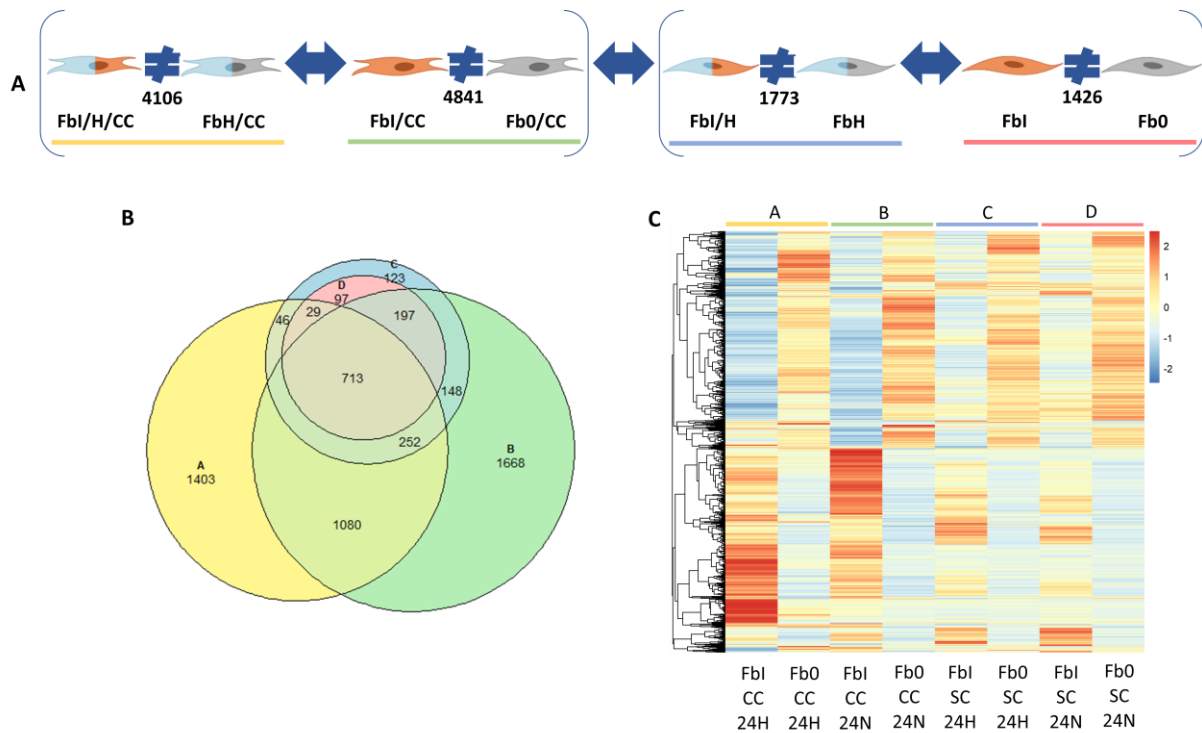 A
4106
4841
1773
1426
FbI/H/CC FbH/CC FbI/CC Fb0/CC FbI/H FbH FbI Fb0
B
C
123
D
97
46
29
197
713
148
252
A
1403
B
1668
1080
C
A B C D
2
1
0
-1
-2
FbI Fb0 FbI Fb0 FbI Fb0 FbI Fb0
CC CC CC CC SC SC SC SC
24H 24H 24N 24N 24H 24H 24N 24N